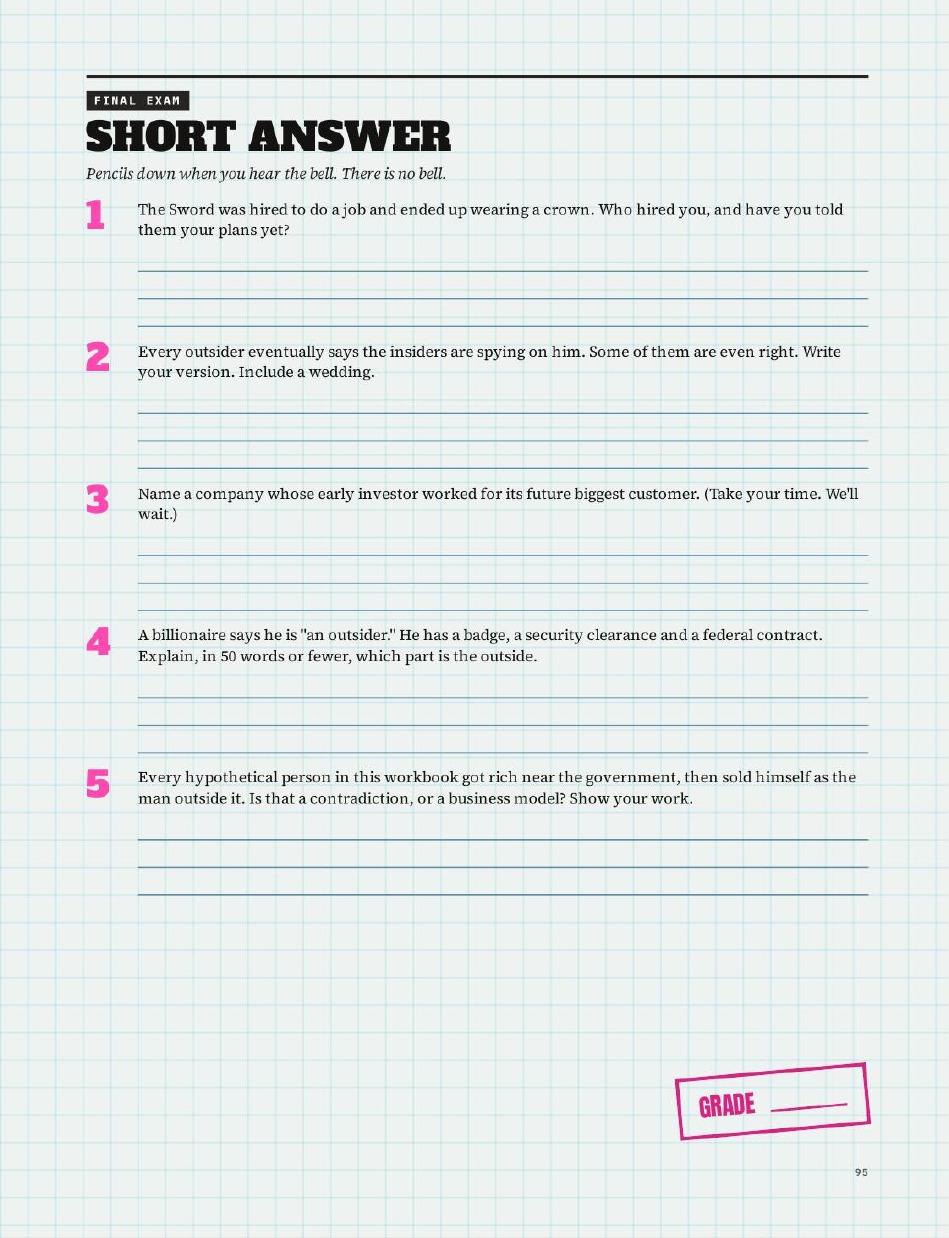 FINAL EXAM
SHORT ANSWER
Pencils down when you hear the bell. There is no bell.
1
The Sword was hired to do a job and ended up wearing a crown. Who hired you, and have you told
them your plans yet?
2
Every outsider eventually says the insiders are spying on him. Some of them are even right. Write
your version. Include a wedding.
3
Name a company whose early investor worked for its future biggest customer. (Take your time. We'll
wait.)
4
A billionaire says he is "an outsider." He has a badge, a security clearance and a federal contract.
Explain, in 50 words or fewer, which part is the outside.
5
Every hypothetical person in this workbook got rich near the government, then sold himself as the
man outside it. Is that a contradiction, or a business model? Show your work.
GRADE
95